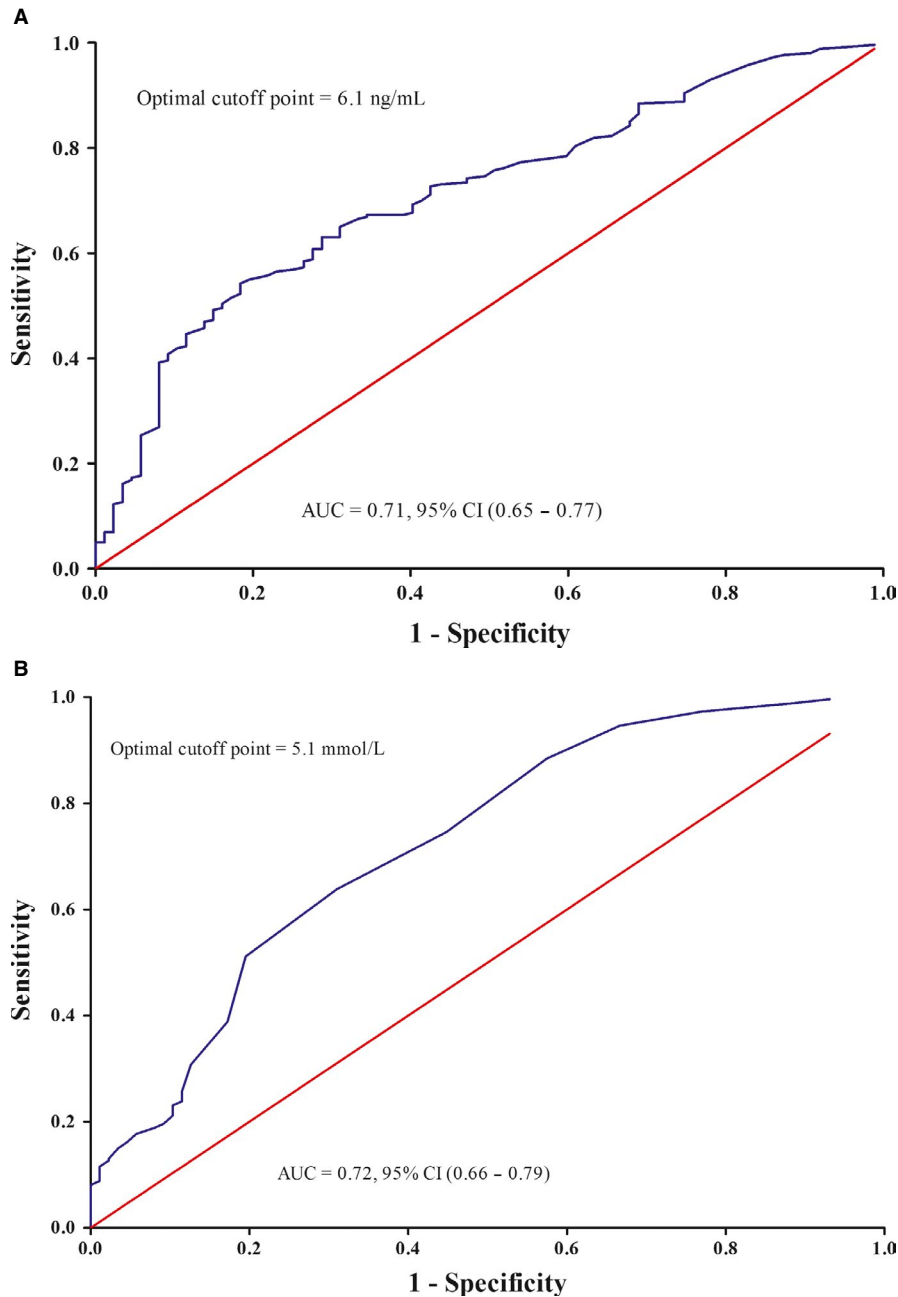 A
1.0
Optimal cutoff point = 6.1 ng/mL
0.8
0.6
Sensitivity
0.4
0.2
AUC = 0.71, 95% CI (0.65 – 0.77)
0.0
0.0 0.2 0.4 0.6 0.8 1.0
1 - Specificity
B
1.0
Optimal cutoff point = 5.1 mmol/L
0.8
0.6
Sensitivity
0.4
0.2
AUC = 0.72, 95% CI (0.66 – 0.79)
0.0
0.0 0.2 0.4 0.6 0.8 1.0
1 - Specificity